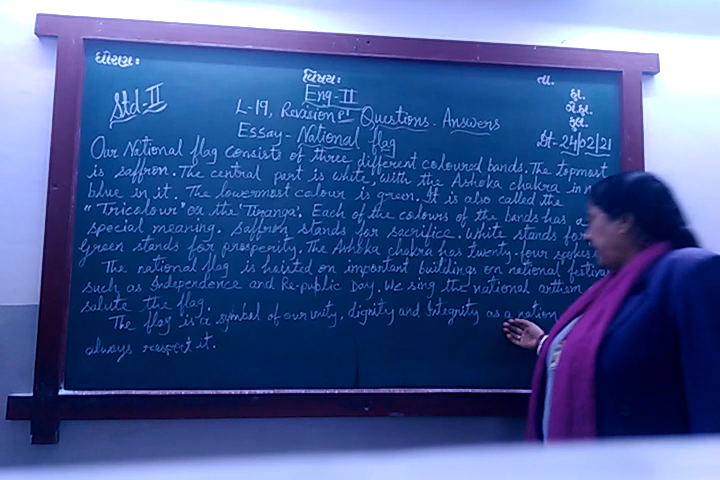 ધોરણ:
વિષય:
તા.
Std-II
Eng-II
કુ.
ગે.હા.
કુલ.
L-19, Revision Questions-Answers
Dt-24/02/21
Essay-National flag
Our National flag consists of three different coloured bands. The topmost
is saffron. The central part is white, with the Ashoka chakra in
blue in it. The lowermost colour is green. It is also called the
"Tricolour" or the 'Tiranga'. Each of the colours of the bands has a
special meaning. Saffron stands for sacrifice. White stands for
Green stands for prosperity. The Ashoka chakra has twenty-four spokes
The national flag is hoisted on important buildings on national festiva
such as Independence and Re-public Day. We sing the national anthem
salute the flag.
The flag is a symbol of our unity, dignity and Integrity as a nation
always respect it.